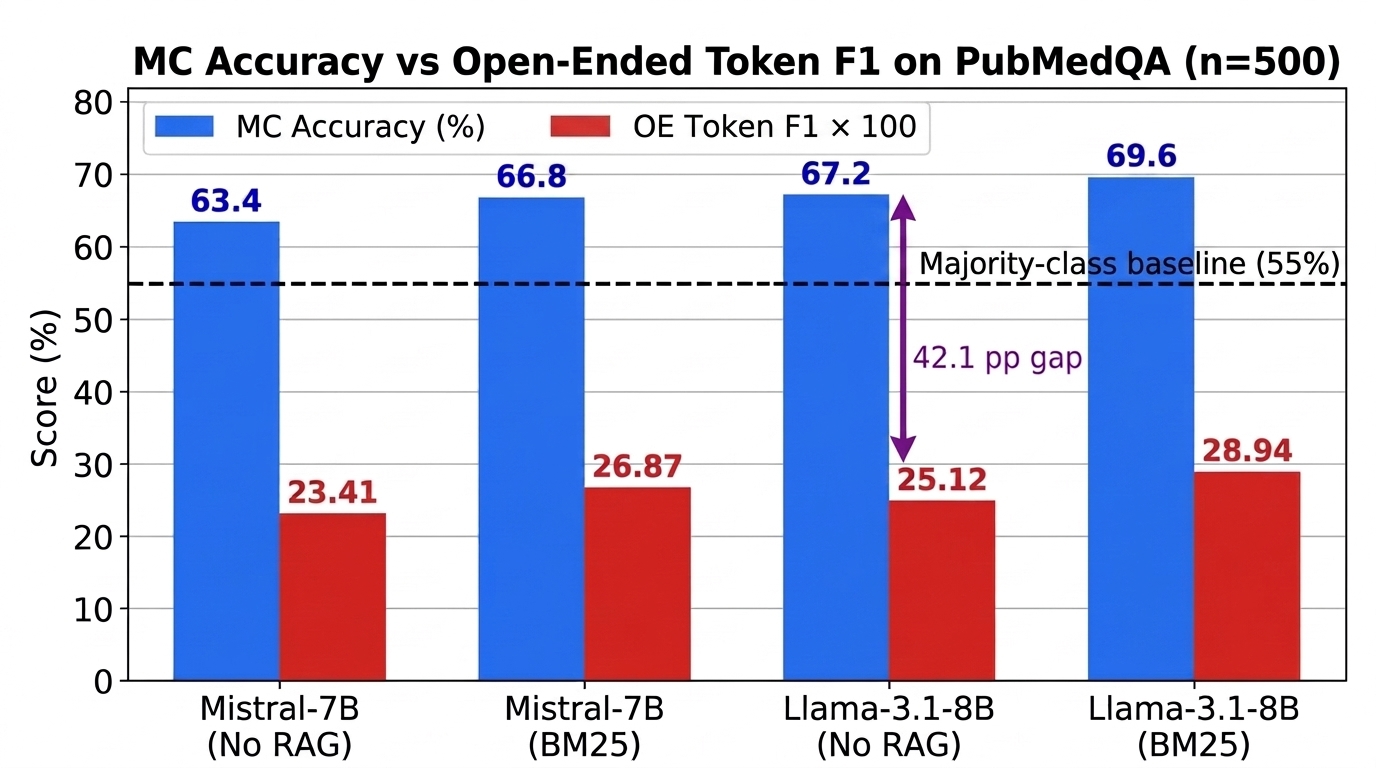 MC Accuracy vs Open-Ended Token F1 on PubMedQA (n=500)
MC Accuracy (%)
OE Token F1 × 100
Score (%)
80
70
60
50
40
30
20
10
0
63.4
23.41
66.8
26.87
67.2
25.12
69.6
28.94
Majority-class baseline (55%)
42.1 pp gap
Mistral-7B
(No RAG)
Mistral-7B
(BM25)
Llama-3.1-8B
(No RAG)
Llama-3.1-8B
(BM25)